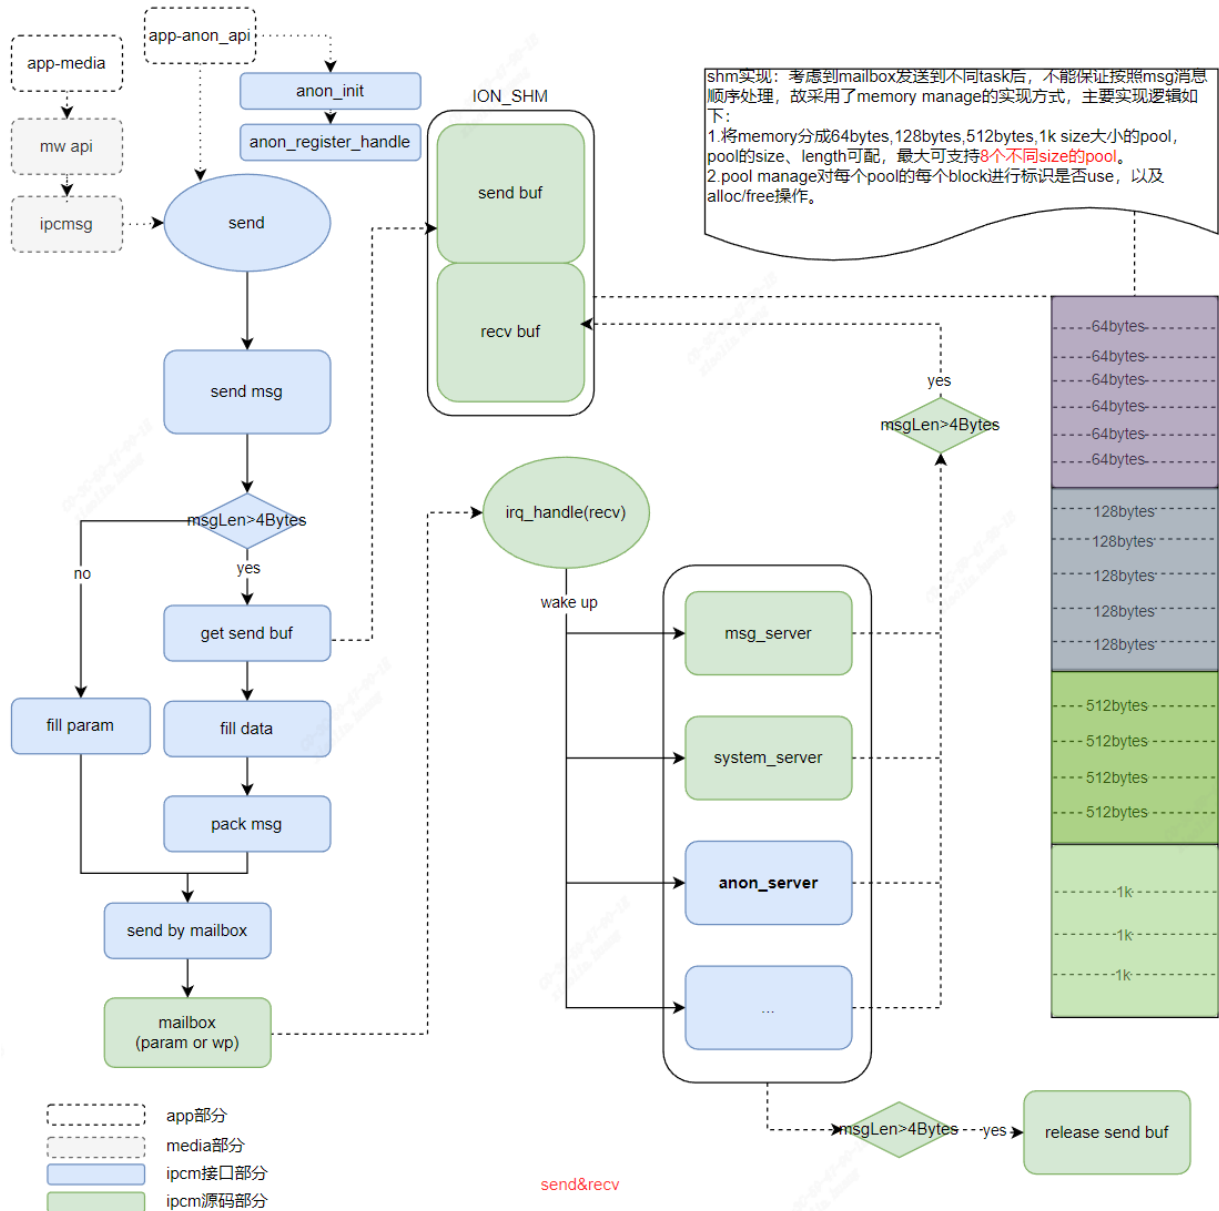 app-media
app-anon_api
mw api
ipcmsg
anon_init
anon_register_handle
send
send msg
msgLen>4Bytes
no
yes
get send buf
fill param
fill data
pack msg
send by mailbox
mailbox
(param or wp)
ION_SHM
send buf
recv buf
irq_handle(recv)
wake up
msg_server
system_server
anon_server
...
yes
msgLen>4Bytes
msgLen>4Bytes
yes
release send buf
shm实现：考虑到mailbox发送到不同task后，不能保证按照msg消息
顺序处理，故采用了memory manage的实现方式，主要实现逻辑如
下：
1.将memory分成64bytes,128bytes,512bytes,1k size大小的pool，
pool的size、length可配，最大可支持8个不同size的pool。
2.pool manage对每个pool的每个block进行标识是否use，以及
alloc/free操作。
64bytes
64bytes
64bytes
64bytes
64bytes
64bytes
128bytes
128bytes
128bytes
128bytes
128bytes
512bytes
512bytes
512bytes
512bytes
1k
1k
1k
app部分
media部分
ipcm接口部分
ipcm源码部分
send&recv